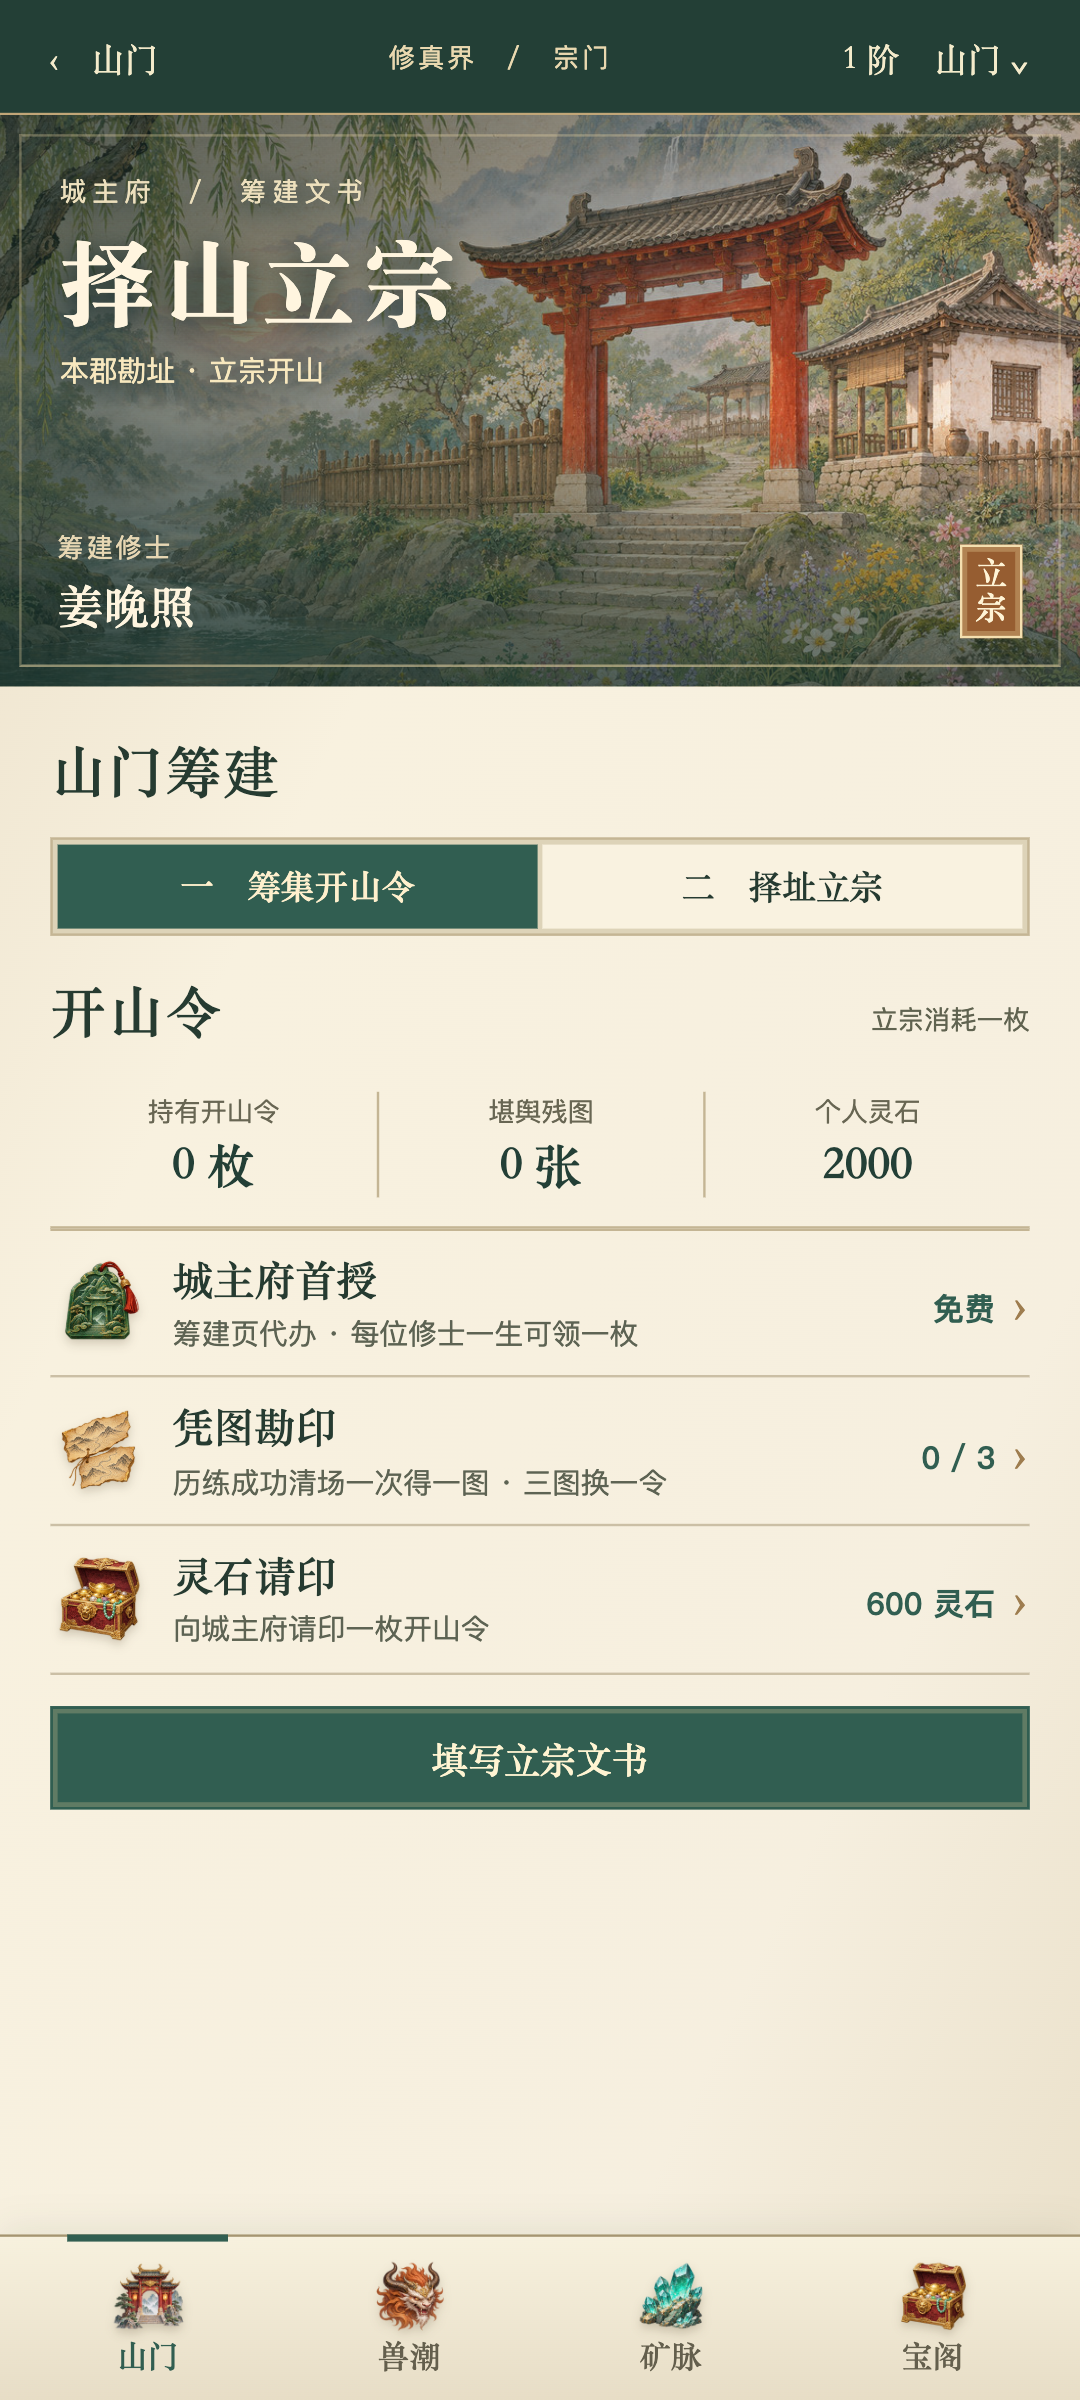 ‹ 山门 修真界 / 宗门 1 阶 山门
城主府 / 筹建文书
择山立宗
本郡勘址 · 立宗开山
筹建修士
姜晚照
立宗
山门筹建
一 筹集开山令 二 择址立宗
开山令 立宗消耗一枚
持有开山令 堪舆残图 个人灵石
0 枚 0 张 2000
城主府首授
筹建页代办 · 每位修士一生可领一枚
免费 ›
凭图勘印
历练成功清场一次得一图 · 三图换一令
0 / 3 ›
灵石请印
向城主府请印一枚开山令
600 灵石 ›
填写立宗文书
山门 兽潮 矿脉 宝阁